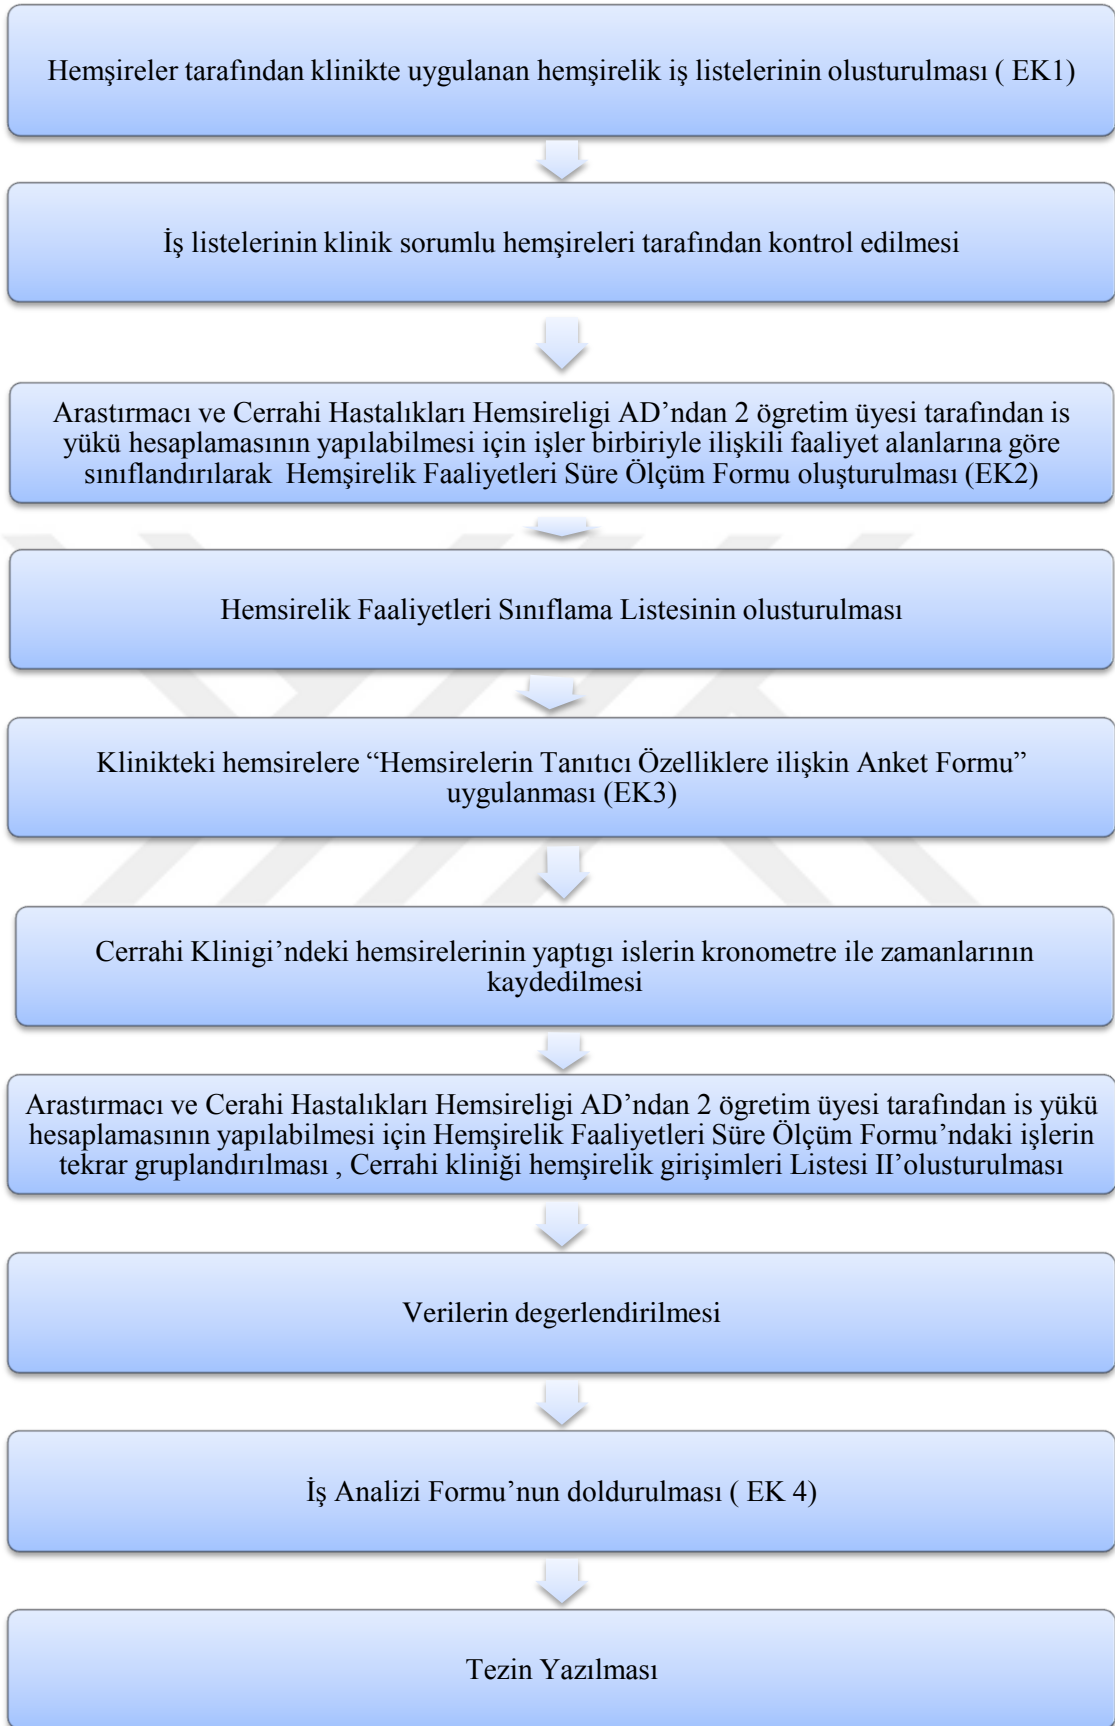 Hemşireler tarafından klinikte uygulanan hemşirelik iş listelerinin olusturulması ( EK1)
İş listelerinin klinik sorumlu hemşireleri tarafından kontrol edilmesi
Arastırmacı ve Cerrahi Hastalıkları Hemsireligi AD’ndan 2 ögretim üyesi tarafından is
yükü hesaplamasının yapılabilmesi için işler birbiriyle ilişkili faaliyet alanlarına göre
sınıflandırılarak Hemşirelik Faaliyetleri Süre Ölçüm Formu oluşturulması (EK2)
Hemsirelik Faaliyetleri Sınıflama Listesinin olusturulması
Klinikteki hemsirelere “Hemsirelerin Tanıtıcı Özelliklere ilişkin Anket Formu”
uygulanması (EK3)
Cerrahi Klinigi’ndeki hemsirelerinin yaptıgı islerin kronometre ile zamanlarının
kaydedilmesi
Arastırmacı ve Cerahi Hastalıkları Hemsireligi AD’ndan 2 ögretim üyesi tarafından is yükü
hesaplamasının yapılabilmesi için Hemşirelik Faaliyetleri Süre Ölçüm Formu’ndaki işlerin
tekrar gruplandırılması , Cerrahi kliniği hemşirelik girişimleri Listesi II’olusturulması
Verilerin degerlendirilmesi
İş Analizi Formu’nun doldurulması ( EK 4)
Tezin Yazılması